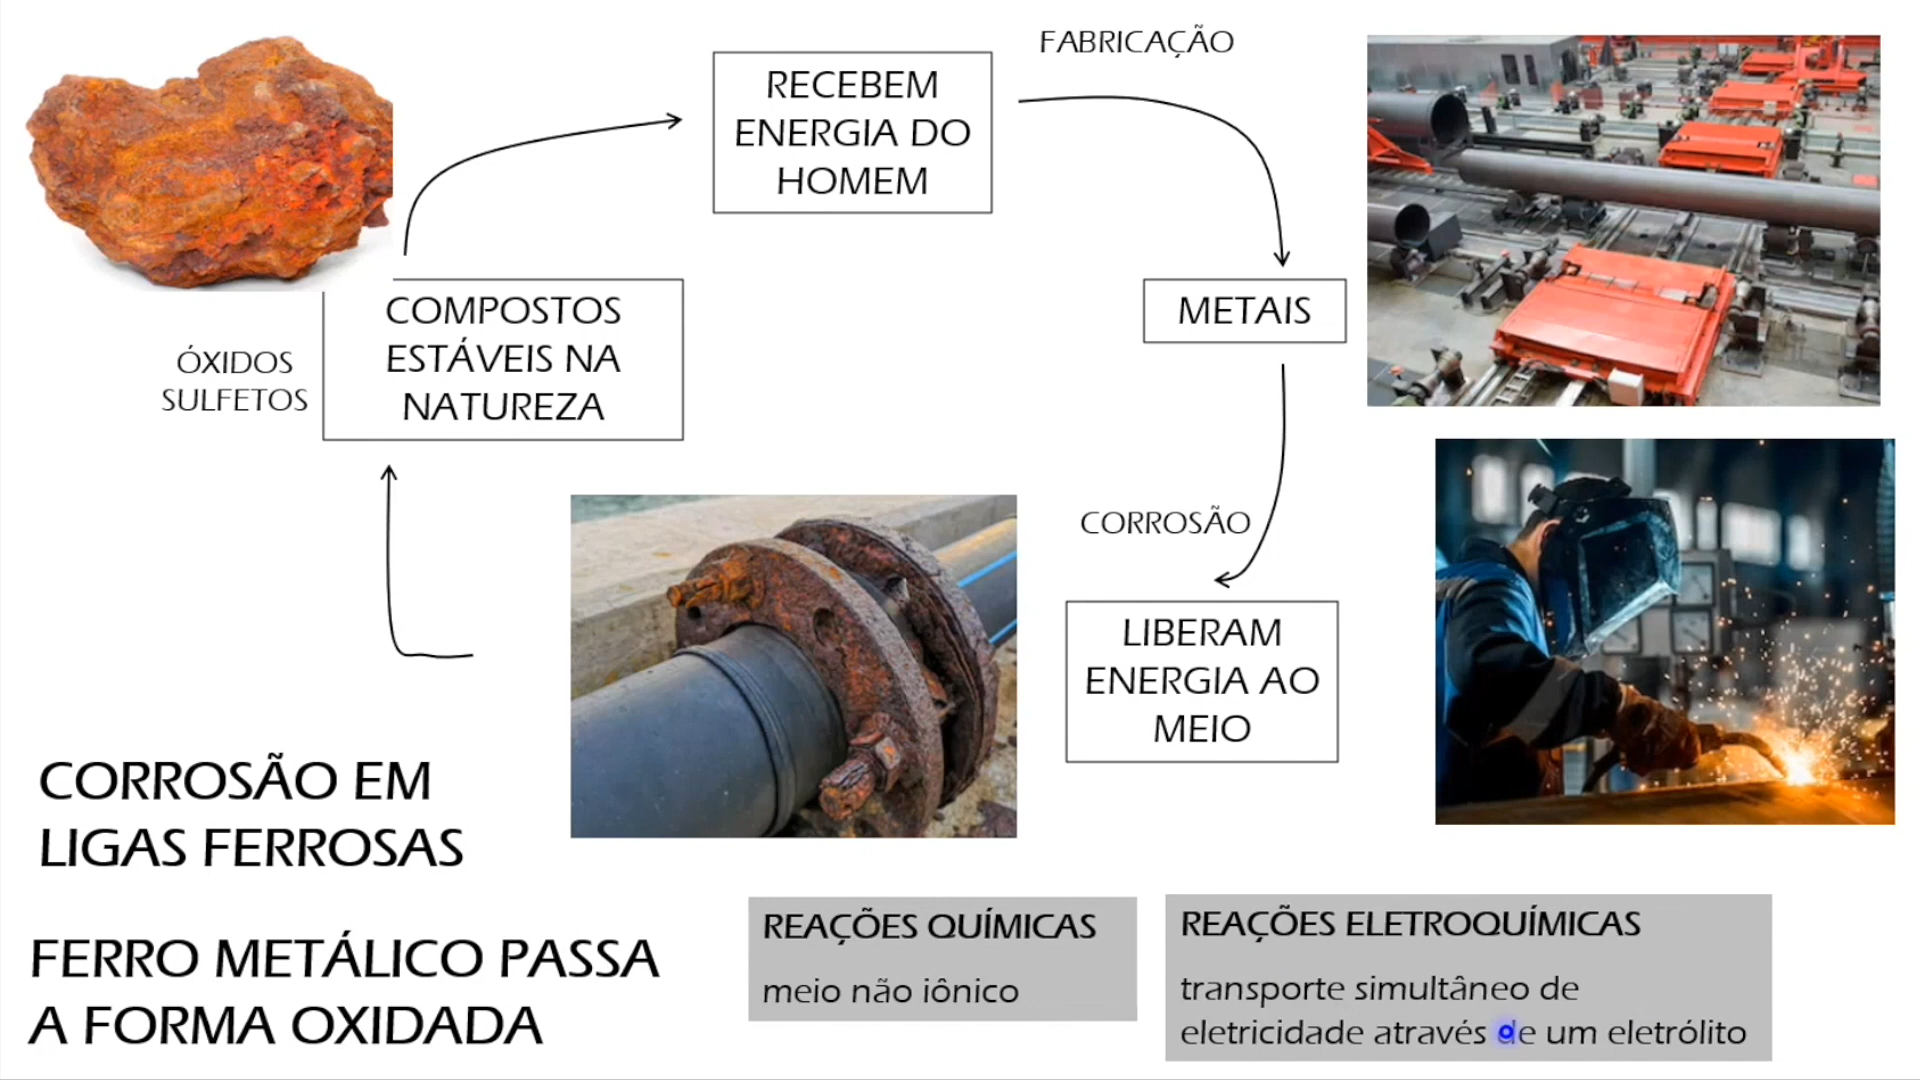 FABRICAÇÃO
RECEBEM
ENERGIA DO
HOMEM
COMPOSTOS
ESTÁVEIS NA
NATUREZA
ÓXIDOS
SULFETOS
METAIS
CORROSÃO
LIBERAM
ENERGIA AO
MEIO
CORROSÃO EM
LIGAS FERROSAS
FERRO METÁLICO PASSA
A FORMA OXIDADA
REAÇÕES QUÍMICAS
meio não iônico
REAÇÕES ELETROQUÍMICAS
transporte simultâneo de
eletricidade através de um eletrólito